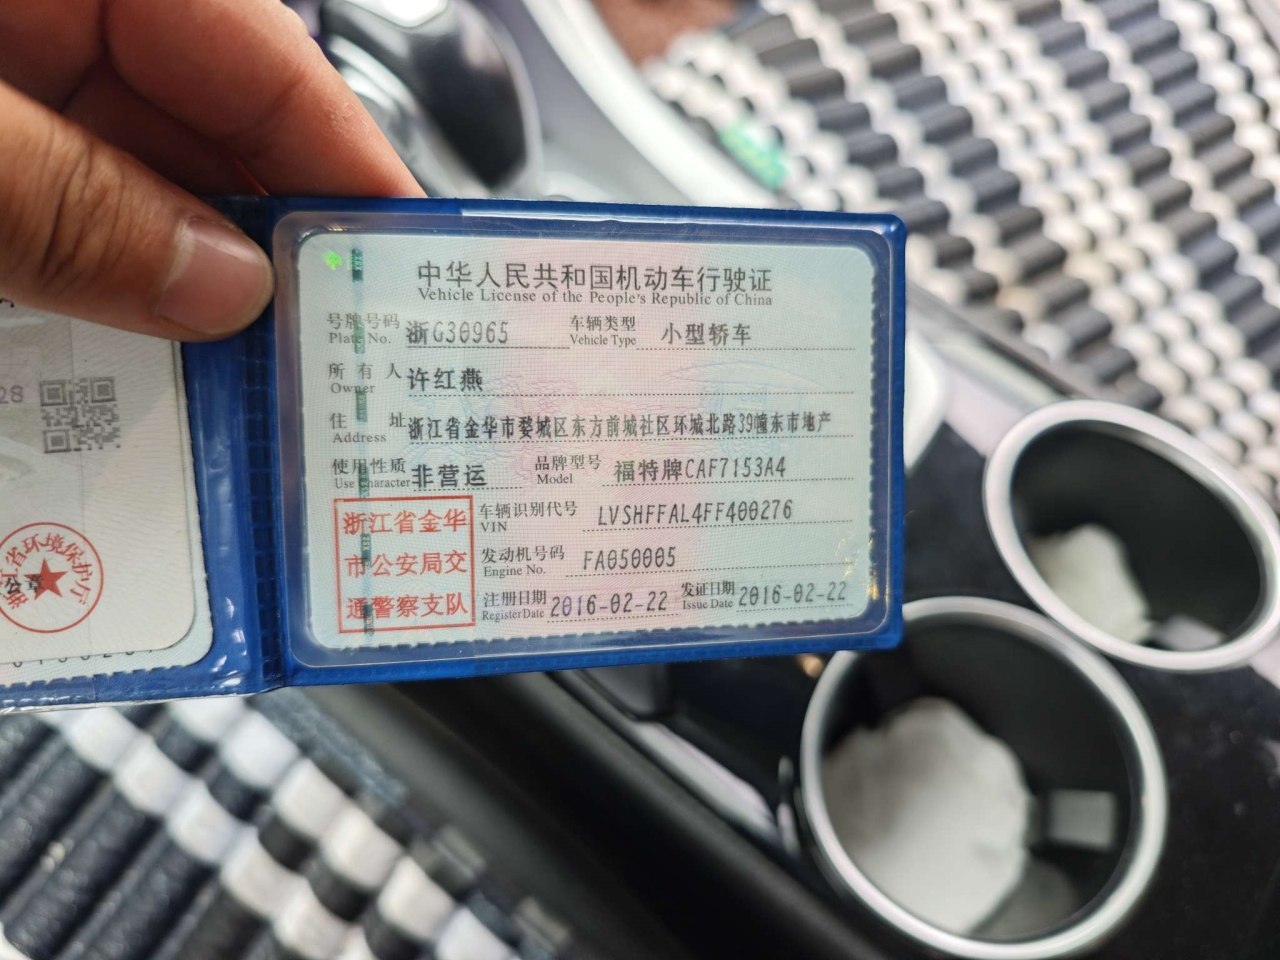 中华人民共和国机动车行驶证
Vehicle License of the People's Republic of China
号牌号码 浙G30965 车辆类型 小型轿车
Plate No. Vehicle Type
所有人 许红燕
Owner
住址 浙江省金华市婺城区东方前城社区环城北路39幢东市地产
Address
使用性质 非营运 品牌型号 福特牌CAF7153A4
Use Character Model
浙江省金华
市公安局交
通警察支队
车辆识别代号 LVSHFFAL4FF400276
VIN
发动机号码 FA050005
Engine No.
注册日期 2016-02-22 发证日期 2016-02-22
Register Date Issue Date
28
省环境保护厅